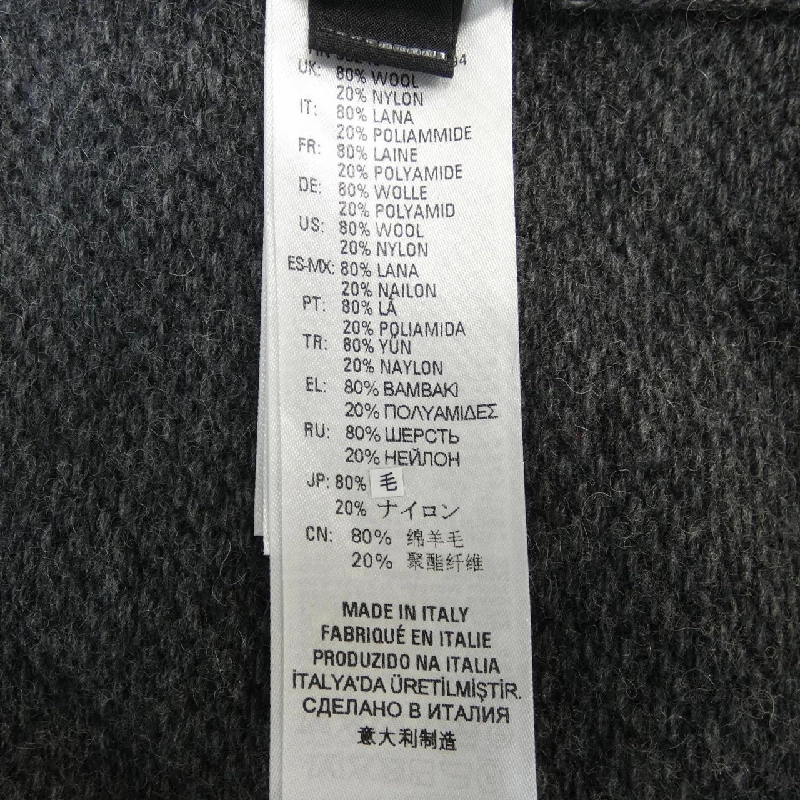 94
UK: 80% WOOL
20% NYLON
IT: 80% LANA
20% POLIAMMIDE
FR: 80% LAINE
20% POLYAMIDE
DE: 80% WOLLE
20% POLYAMID
US: 80% WOOL
20% NYLON
ES-MX: 80% LANA
20% NAILON
PT: 80% LÃ
20% POLIAMIDA
TR: 80% YÜN
20% NAYLON
EL: 80% ΒΑΜΒΑΚΙ
20% ΠΟΛΥΑΜΙΔΕΣ
RU: 80% ШЕРСТЬ
20% НЕЙЛОН
JP: 80% 毛
20% ナイロン
CN: 80% 绵羊毛
20% 聚酯纤维
MADE IN ITALY
FABRIQUÉ EN ITALIE
PRODUZIDO NA ITALIA
İTALYA'DA ÜRETİLMİŞTİR.
СДЕЛАНО В ИТАЛИЯ
意大利制造